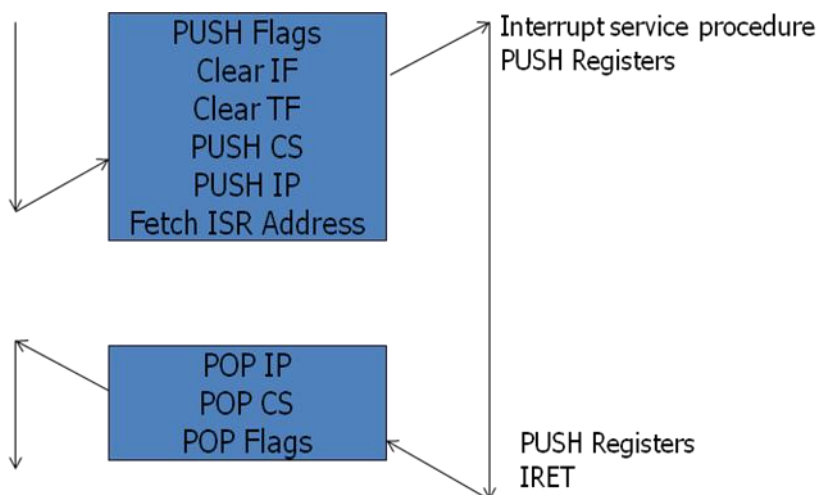 PUSH Flags
Clear IF
Clear TF
PUSH CS
PUSH IP
Fetch ISR Address
Interrupt service procedure
PUSH Registers
POP IP
POP CS
POP Flags
PUSH Registers
IRET